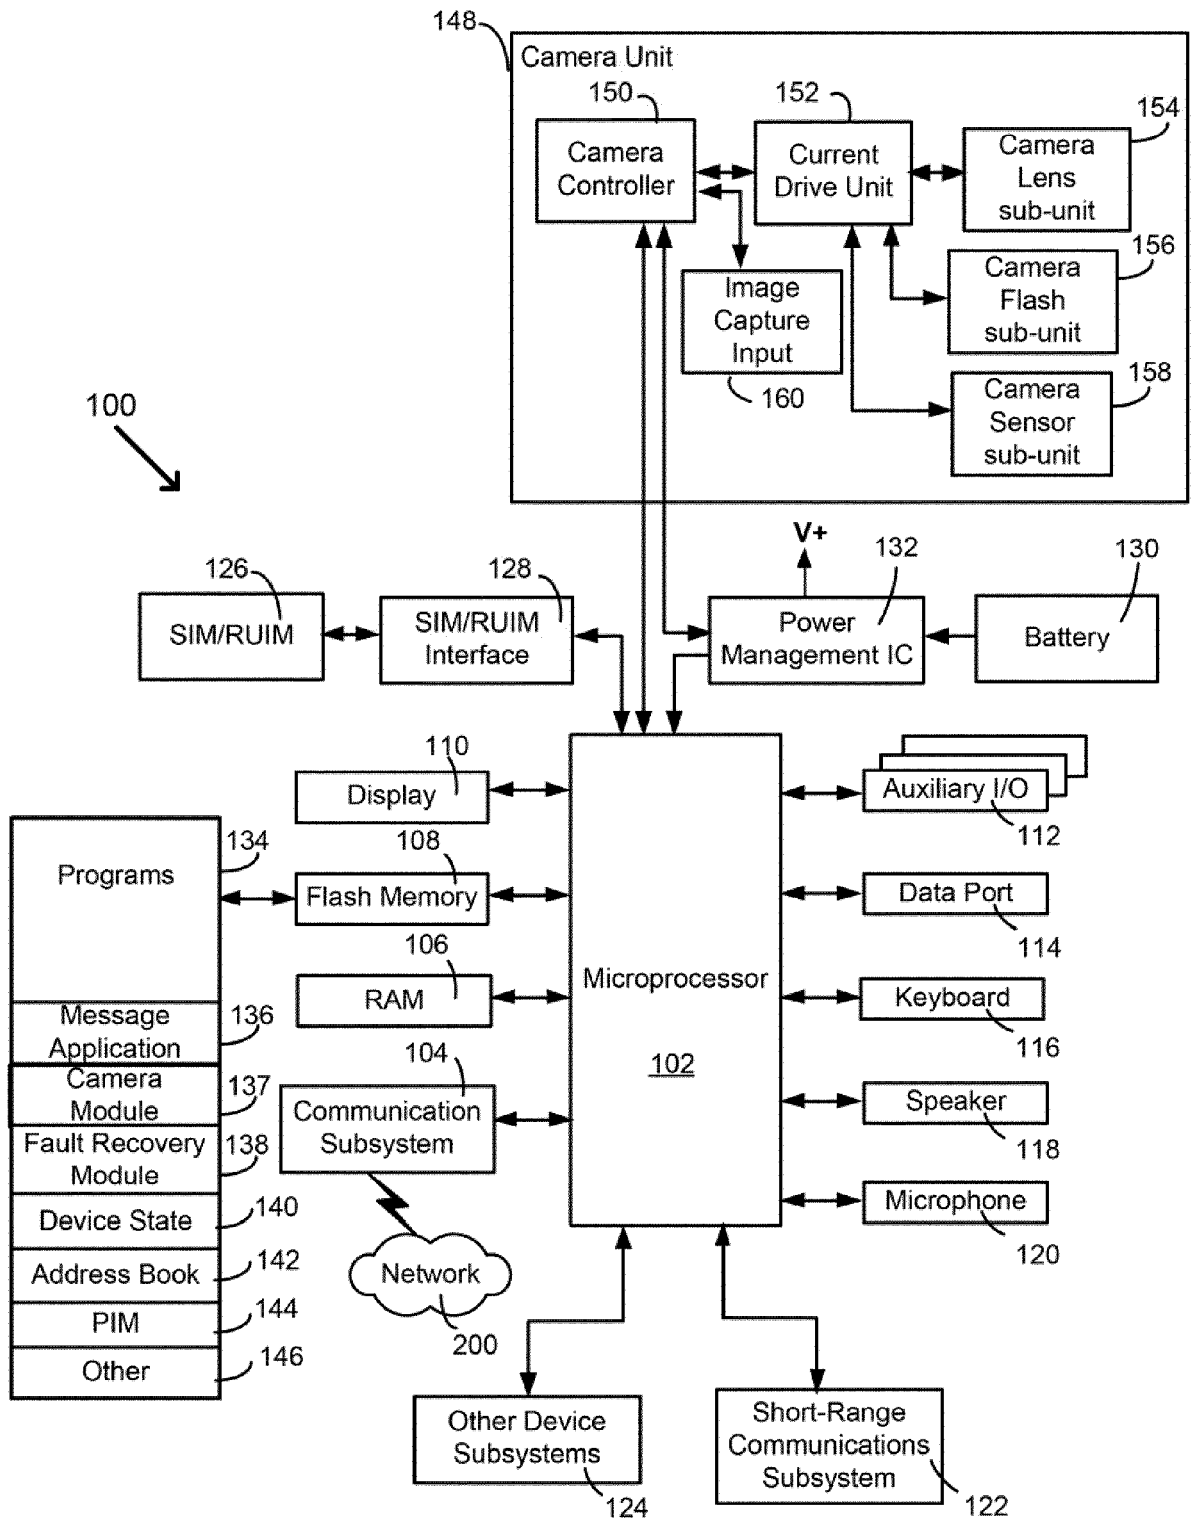 148
Camera Unit
150
152
154
Camera
Controller
Current
Drive Unit
Camera
Lens
sub-unit
156
Camera
Flash
sub-unit
Image
Capture
Input
160
158
Camera
Sensor
sub-unit
100
V+
126
128
132
130
SIM/RUIM
SIM/RUIM
Interface
Power
Management IC
Battery
110
Display
Auxiliary I/O
112
134
Programs
108
Flash Memory
Data Port
114
106
RAM
Microprocessor
102
Keyboard
116
Message
Application
136
104
Communication
Subsystem
Camera
Module
137
Speaker
118
Fault Recovery
Module
138
Microphone
120
Device State
140
Address Book
142
Network
200
PIM
144
Other
146
Other Device
Subsystems
124
Short-Range
Communications
Subsystem
122